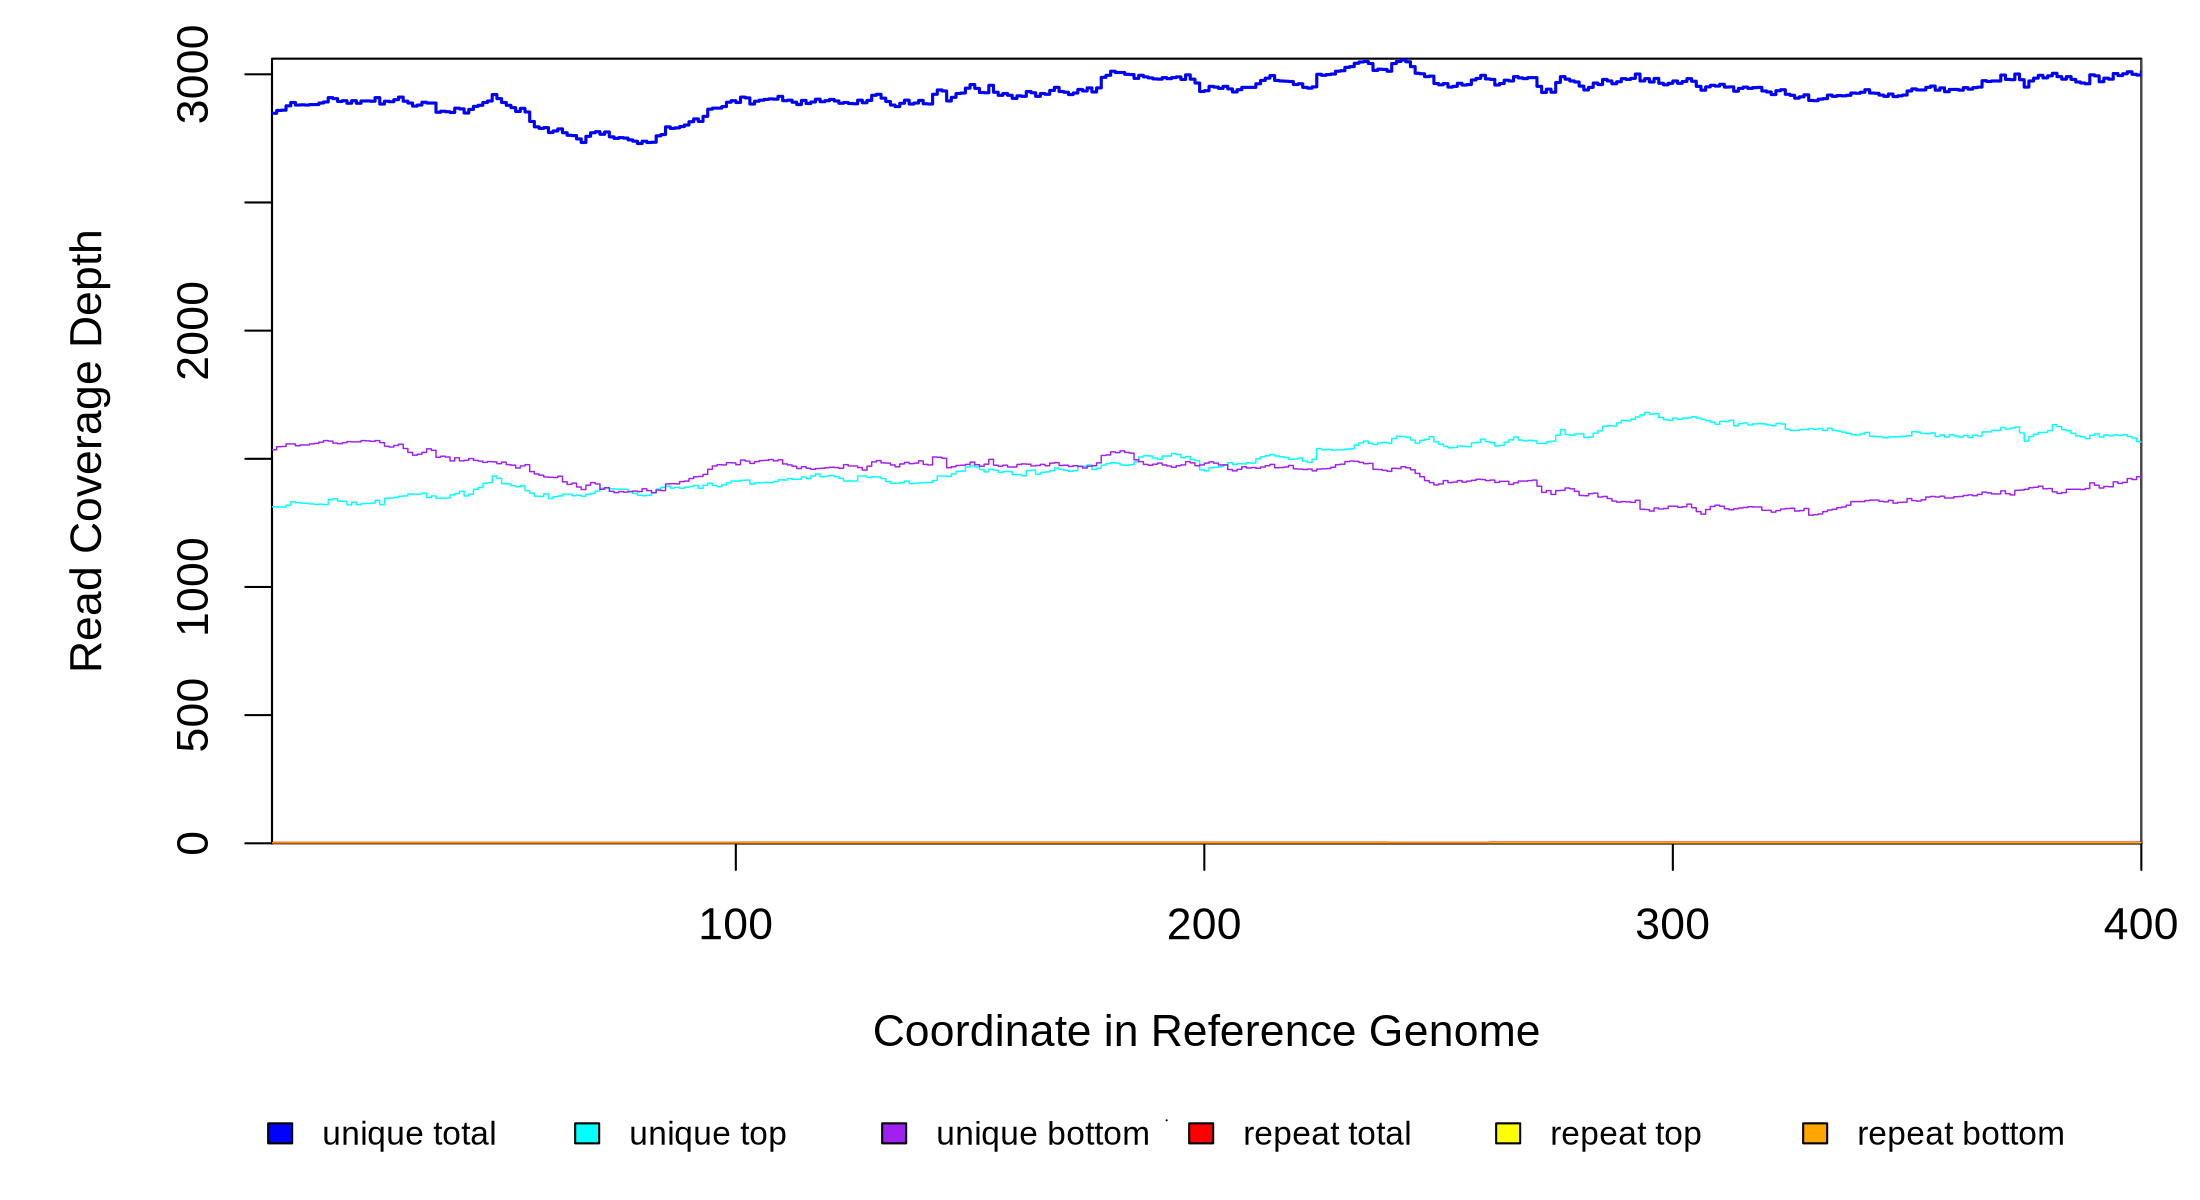 3000
2000
1000
500
0
Read Coverage Depth
100 200 300 400
Coordinate in Reference Genome
unique total unique top unique bottom repeat total repeat top repeat bottom